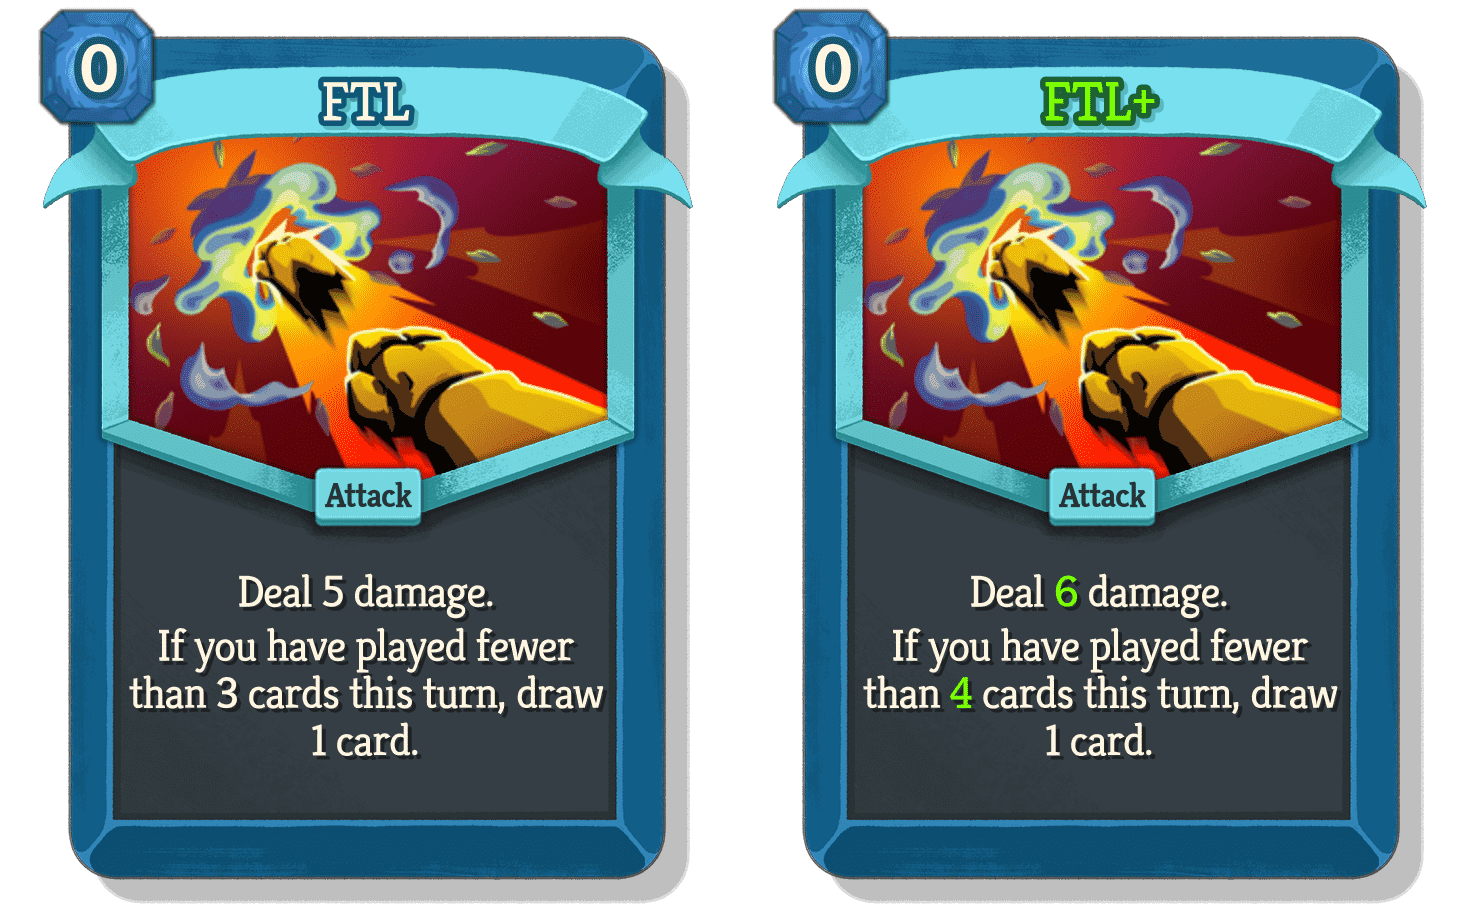 0
FTL
Attack
Deal 5 damage.
If you have played fewer
than 3 cards this turn, draw
1 card.
0
FTL+
Attack
Deal 6 damage.
If you have played fewer
than 4 cards this turn, draw
1 card.